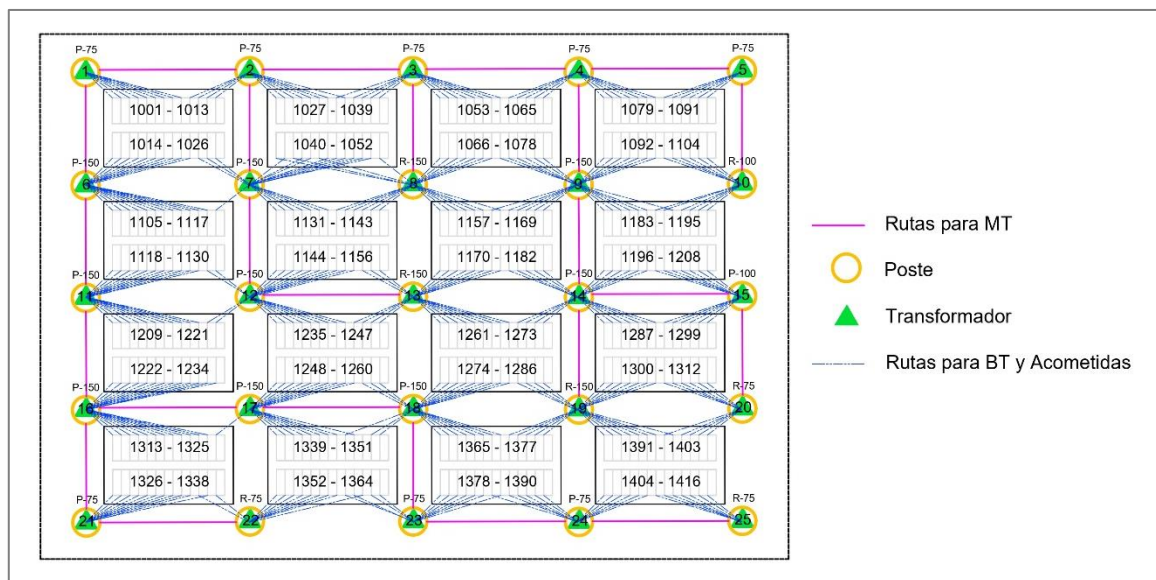 P-75 P-75 P-75 P-75 P-75
1 2 3 4 5
1001 - 1013 1027 - 1039 1053 - 1065 1079 - 1091
1014 - 1026 1040 - 1052 1066 - 1078 1092 - 1104
P-150 P-150 R-150 P-150 R-100
6 7 8 9 10
1105 - 1117 1131 - 1143 1157 - 1169 1183 - 1195
1118 - 1130 1144 - 1156 1170 - 1182 1196 - 1208
P-150 P-150 R-150 P-150 P-100
11 12 13 14 15
1209 - 1221 1235 - 1247 1261 - 1273 1287 - 1299
1222 - 1234 1248 - 1260 1274 - 1286 1300 - 1312
P-150 P-150 P-150 R-150 R-75
16 17 18 19 20
1313 - 1325 1339 - 1351 1365 - 1377 1391 - 1403
1326 - 1338 1352 - 1364 1378 - 1390 1404 - 1416
P-75 R-75 P-75 P-75 R-75
21 22 23 24 25
Rutas para MT
Poste
Transformador
Rutas para BT y Acometidas